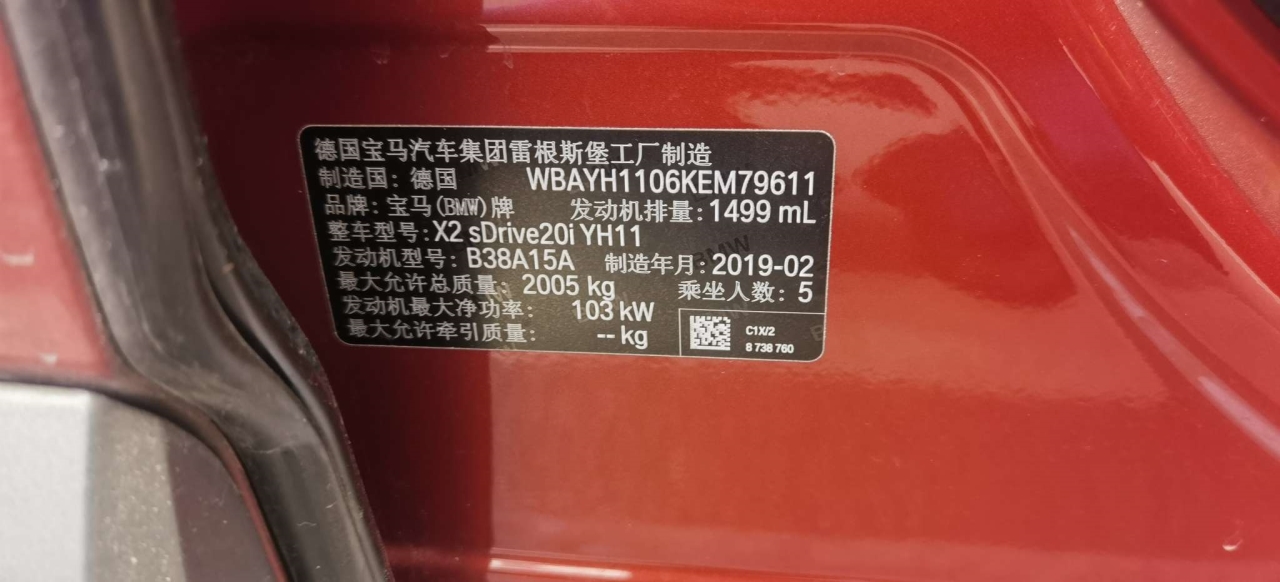 德国宝马汽车集团雷根斯堡工厂制造
制造国：德国 WBAYH1106KEM79611
品牌：宝马(BMW)牌 发动机排量：1499 mL
整车型号：X2 sDrive20i YH11
发动机型号：B38A15A 制造年月：2019-02
最大允许总质量：2005 kg 乘坐人数：5
发动机最大净功率：103 kW
最大允许牵引质量：-- kg
C1X/2
8 738 760
BMW